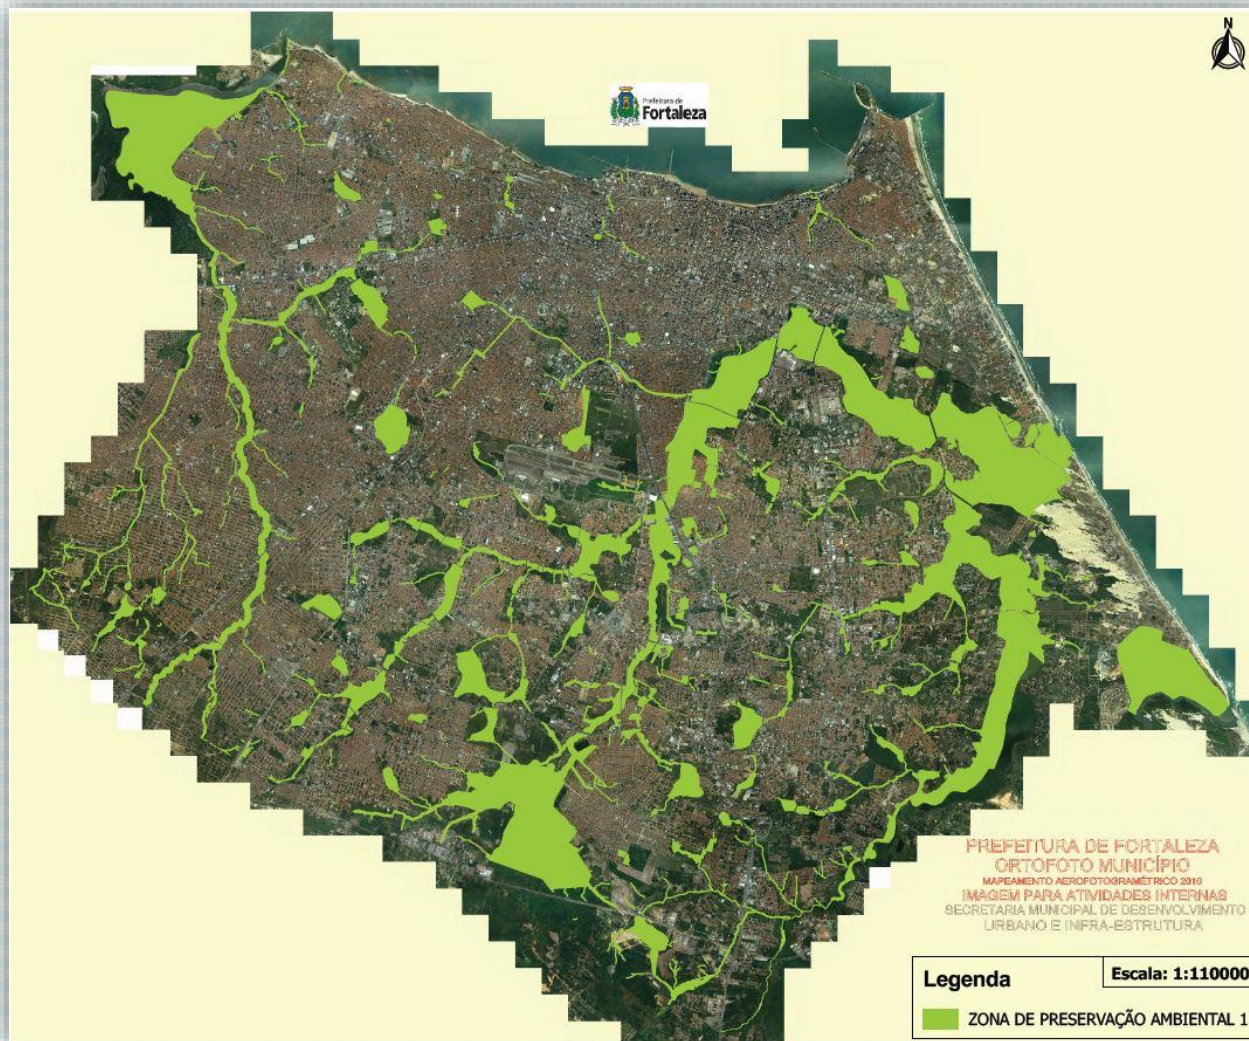 N
Prefeitura de
Fortaleza
PREFEITURA DE FORTALEZA
ORTOFOTO MUNICÍPIO
MAPEAMENTO AEROFOTOGRAMÉTRICO 2010
IMAGEM PARA ATIVIDADES INTERNAS
SECRETARIA MUNICIPAL DE DESENVOLVIMENTO
URBANO E INFRA-ESTRUTURA
Legenda
Escala: 1:110000
ZONA DE PRESERVAÇÃO AMBIENTAL 1